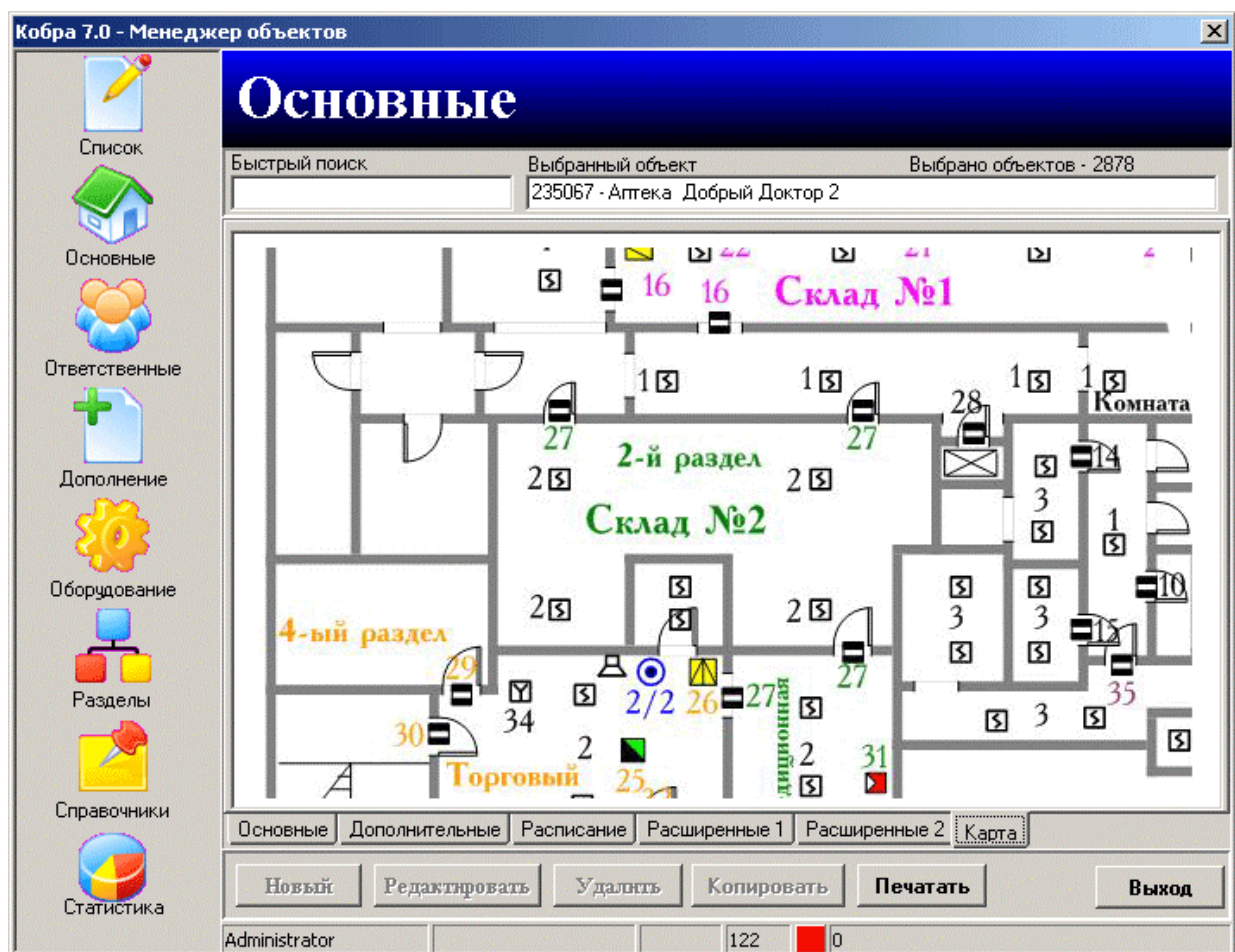 Кобра 7.0 - Менеджер объектов
Список
Основные
Ответственные
Дополнение
Оборудование
Разделы
Справочники
Статистика
Основные
Быстрый поиск
Выбранный объект
Выбрано объектов - 2878
235067 - Аптека Добрый Доктор 2
22
21
16
16
Склад №1
1
1
1
1
28
Комната
27
27
2-й раздел
14
2
2
3
Склад №2
1
10
2
2
3
3
15
4-ый раздел
29
27
35
2/2
26
27
34
3
30
2
2
31
Торговый
25
Основные
Дополнительные
Расписание
Расширенные 1
Расширенные 2
Карта
Новый
Редактировать
Удалить
Копировать
Печатать
Выход
Administrator
122
0